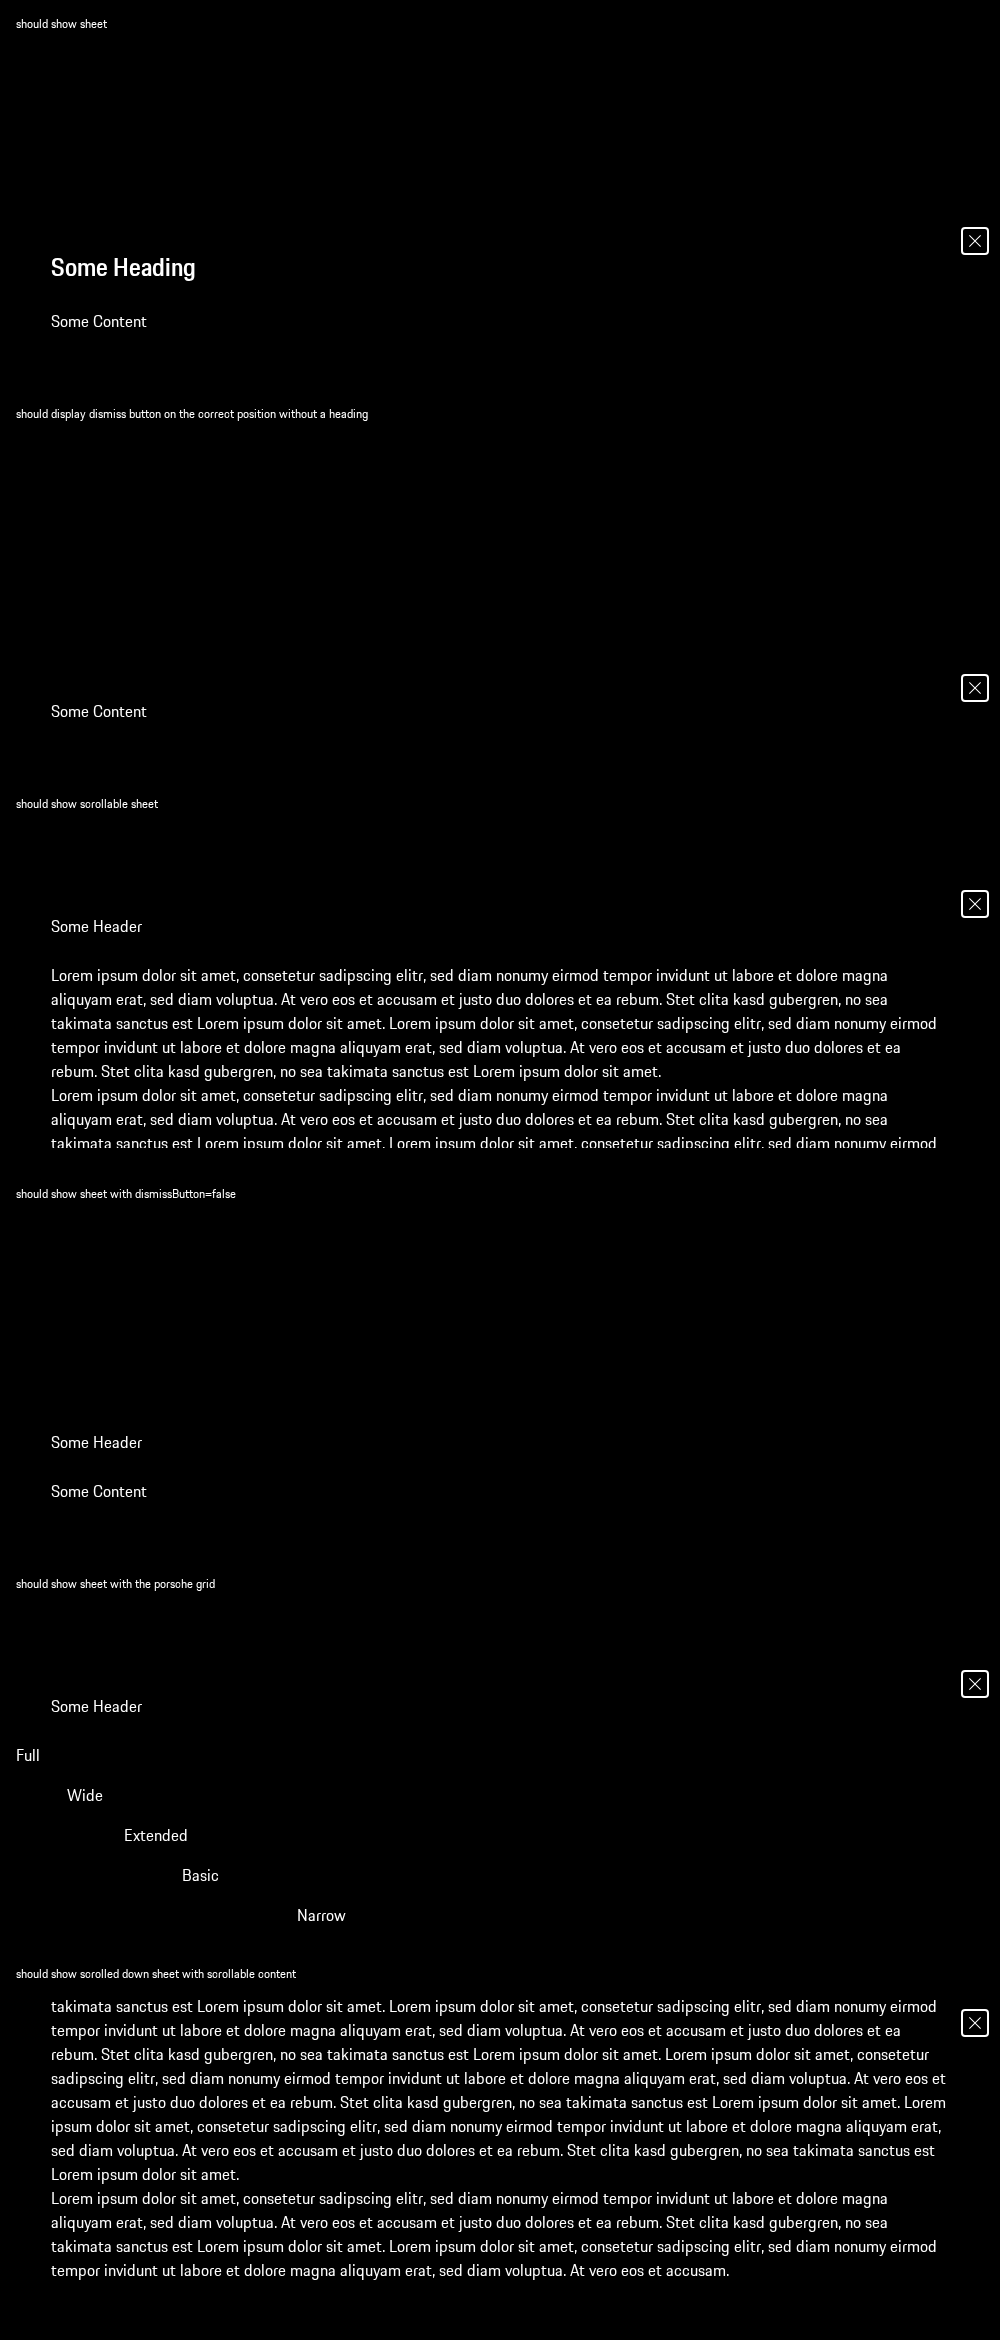 should show sheet
Some Heading
Some Content
should display dismiss button on the correct position without a heading
Some Content
should show scrollable sheet
Some Header
Lorem ipsum dolor sit amet, consetetur sadipscing elitr, sed diam nonumy eirmod tempor invidunt ut labore et dolore magna
aliquyam erat, sed diam voluptua. At vero eos et accusam et justo duo dolores et ea rebum. Stet clita kasd gubergren, no sea
takimata sanctus est Lorem ipsum dolor sit amet. Lorem ipsum dolor sit amet, consetetur sadipscing elitr, sed diam nonumy eirmod
tempor invidunt ut labore et dolore magna aliquyam erat, sed diam voluptua. At vero eos et accusam et justo duo dolores et ea
rebum. Stet clita kasd gubergren, no sea takimata sanctus est Lorem ipsum dolor sit amet.
Lorem ipsum dolor sit amet, consetetur sadipscing elitr, sed diam nonumy eirmod tempor invidunt ut labore et dolore magna
aliquyam erat, sed diam voluptua. At vero eos et accusam et justo duo dolores et ea rebum. Stet clita kasd gubergren, no sea
takimata sanctus est Lorem ipsum dolor sit amet. Lorem ipsum dolor sit amet, consetetur sadipscing elitr, sed diam nonumy eirmod
should show sheet with dismissButton=false
Some Header
Some Content
should show sheet with the porsche grid
Some Header
Full
Wide
Extended
Basic
Narrow
should show scrolled down sheet with scrollable content
takimata sanctus est Lorem ipsum dolor sit amet. Lorem ipsum dolor sit amet, consetetur sadipscing elitr, sed diam nonumy eirmod
tempor invidunt ut labore et dolore magna aliquyam erat, sed diam voluptua. At vero eos et accusam et justo duo dolores et ea
rebum. Stet clita kasd gubergren, no sea takimata sanctus est Lorem ipsum dolor sit amet. Lorem ipsum dolor sit amet, consetetur
sadipscing elitr, sed diam nonumy eirmod tempor invidunt ut labore et dolore magna aliquyam erat, sed diam voluptua. At vero eos et
accusam et justo duo dolores et ea rebum. Stet clita kasd gubergren, no sea takimata sanctus est Lorem ipsum dolor sit amet. Lorem
ipsum dolor sit amet, consetetur sadipscing elitr, sed diam nonumy eirmod tempor invidunt ut labore et dolore magna aliquyam erat,
sed diam voluptua. At vero eos et accusam et justo duo dolores et ea rebum. Stet clita kasd gubergren, no sea takimata sanctus est
Lorem ipsum dolor sit amet.
Lorem ipsum dolor sit amet, consetetur sadipscing elitr, sed diam nonumy eirmod tempor invidunt ut labore et dolore magna
aliquyam erat, sed diam voluptua. At vero eos et accusam et justo duo dolores et ea rebum. Stet clita kasd gubergren, no sea
takimata sanctus est Lorem ipsum dolor sit amet. Lorem ipsum dolor sit amet, consetetur sadipscing elitr, sed diam nonumy eirmod
tempor invidunt ut labore et dolore magna aliquyam erat, sed diam voluptua. At vero eos et accusam.